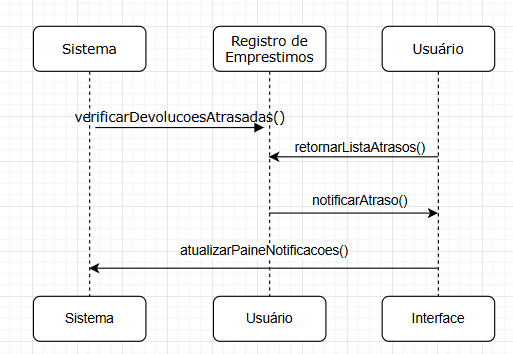 Sistema
Registro de
Emprestimos
Usuário
verificarDevolucoesAtrasadas()
retornarListaAtrasos()
notificarAtraso()
atualizarPaineNotificacoes()
Sistema
Usuário
Interface